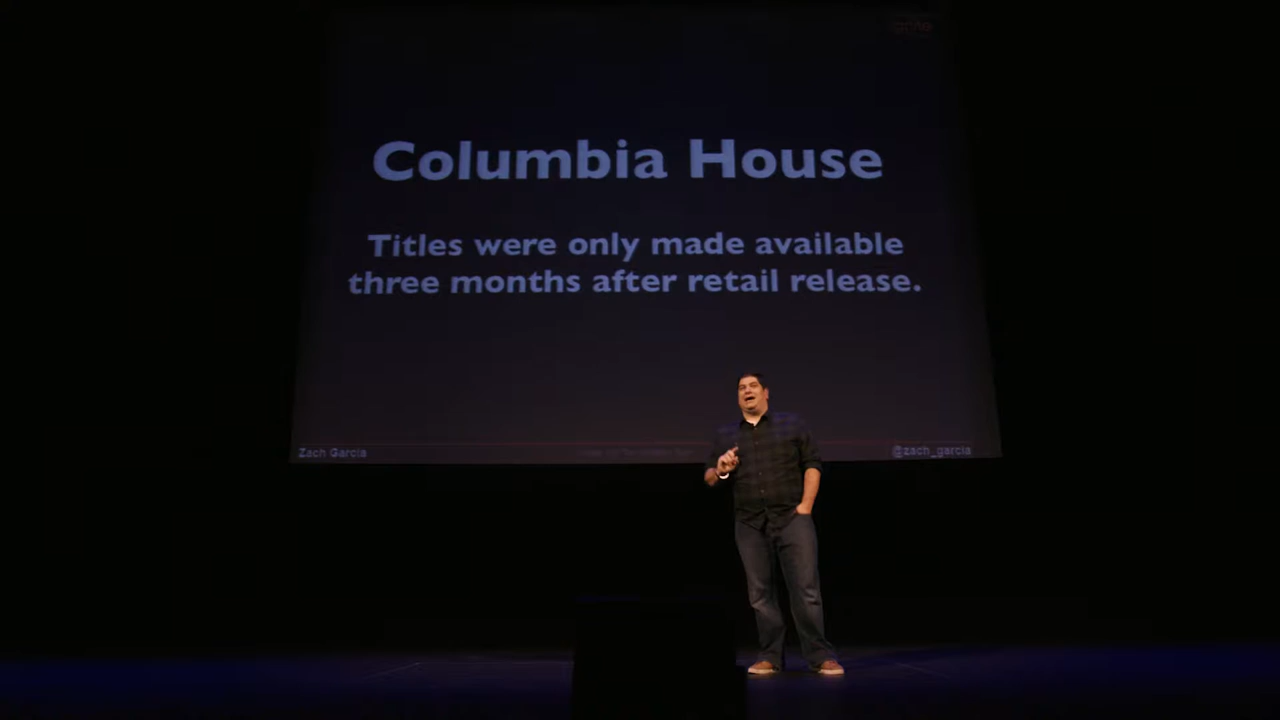 Columbia House
Titles were only made available
three months after retail release.
Zach Garcia
@zach_garcia